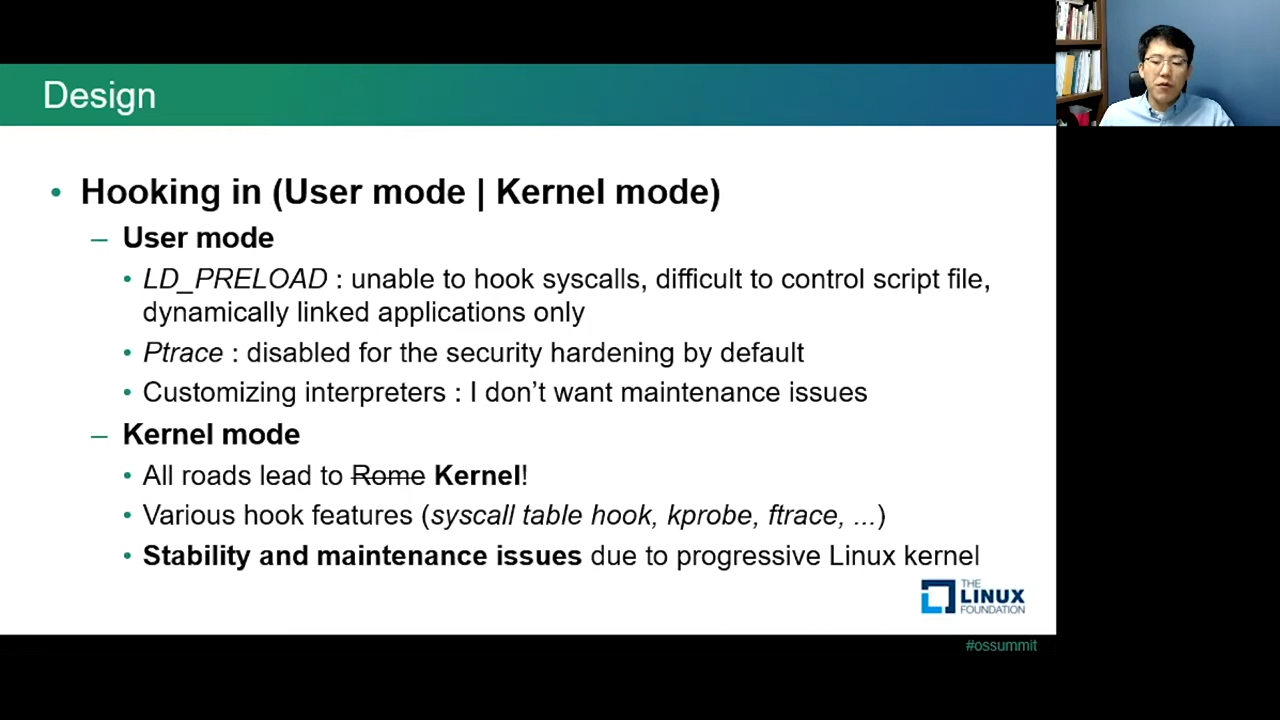 Design
• Hooking in (User mode | Kernel mode)
– User mode
• LD_PRELOAD : unable to hook syscalls, difficult to control script file,
dynamically linked applications only
• Ptrace : disabled for the security hardening by default
• Customizing interpreters : I don’t want maintenance issues
– Kernel mode
• All roads lead to Rome Kernel!
• Various hook features (syscall table hook, kprobe, ftrace, ...)
• Stability and maintenance issues due to progressive Linux kernel
THE
LINUX
FOUNDATION
#ossummit